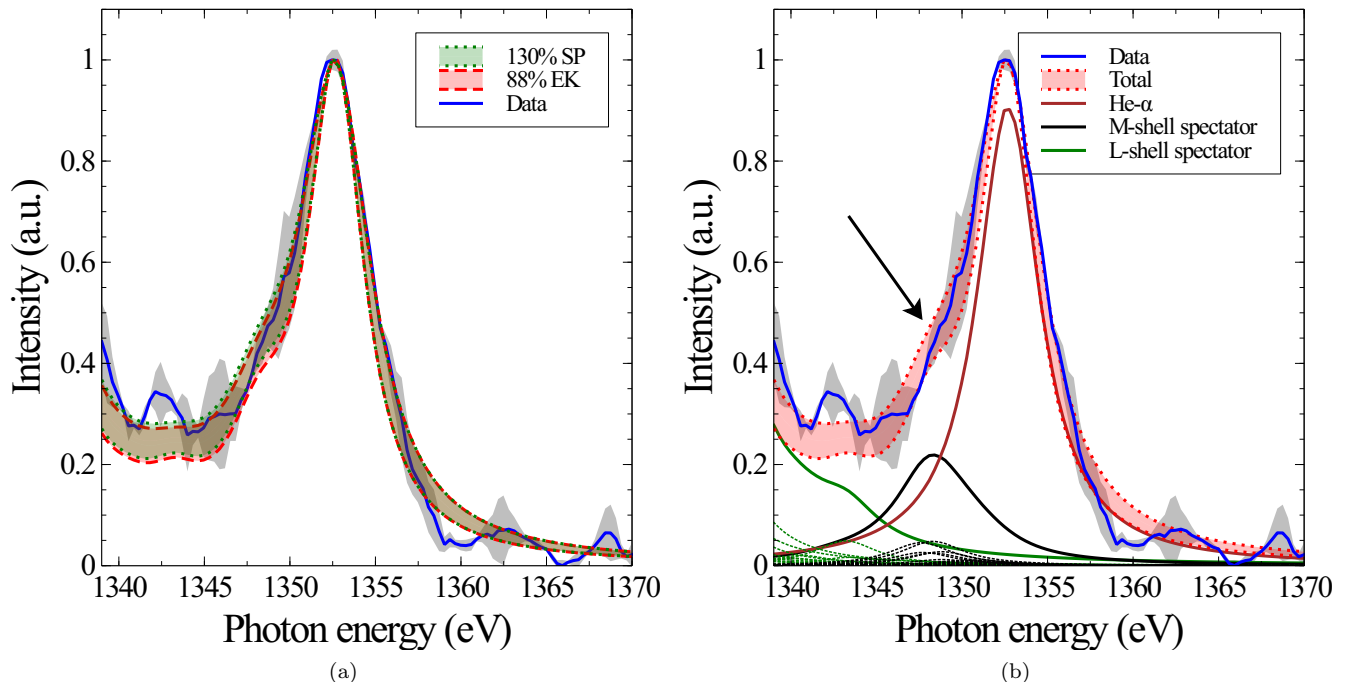 1
0.8
0.6
0.4
0.2
0
Intensity (a.u.)
130% SP
88% EK
Data
1340 1345 1350 1355 1360 1365 1370
Photon energy (eV)
(a)
1
0.8
0.6
0.4
0.2
0
Intensity (a.u.)
Data
Total
He-α
M-shell spectator
L-shell spectator
1340 1345 1350 1355 1360 1365 1370
Photon energy (eV)
(b)